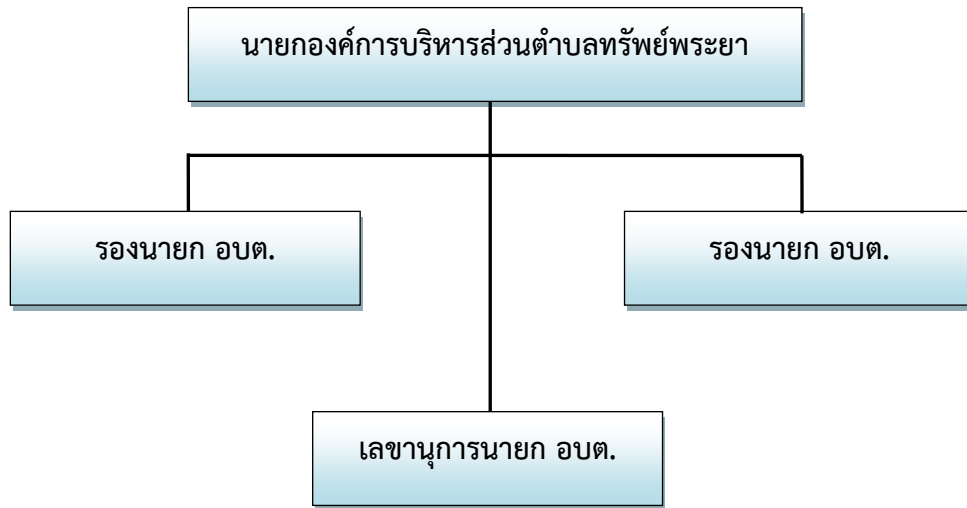 นายกองค์การบริหารส่วนตำบลทรัพย์พระยา
รองนายก อบต.
รองนายก อบต.
เลขานุการนายก อบต.